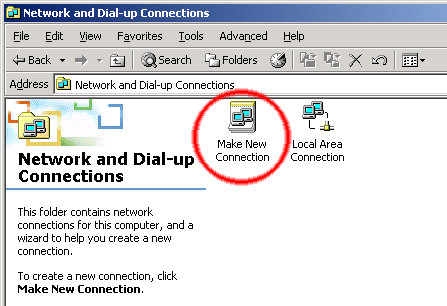 Network and Dial-up Connections
File Edit View Favorites Tools Advanced Help
Back Search Folders
Address Network and Dial-up Connections
Make New
Connection
Local Area
Connection
Network and Dial-up
Connections
This folder contains network
connections for this computer, and a
wizard to help you create a new
connection.
To create a new connection, click
Make New Connection.